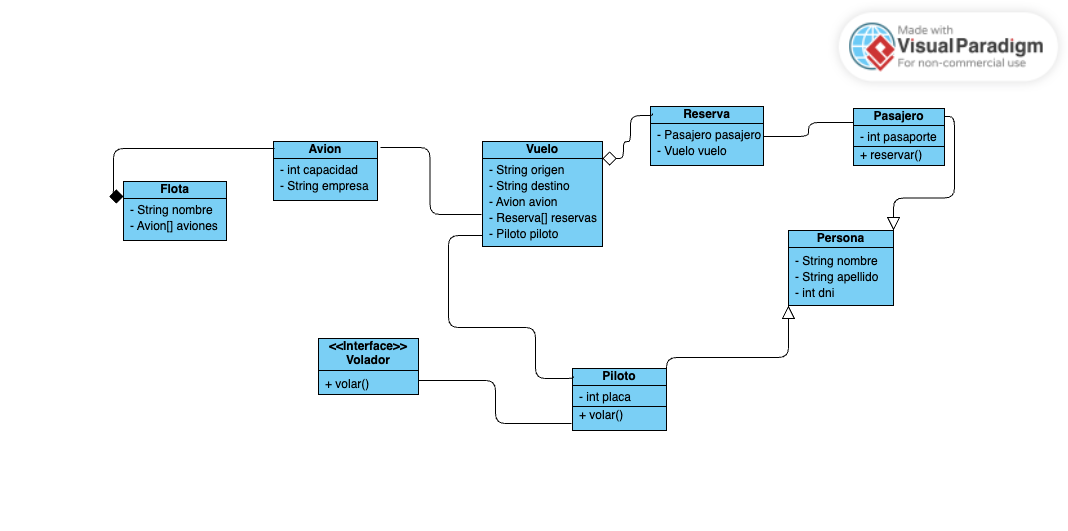 Made with
Visual Paradigm
For non-commercial use
Reserva
- Pasajero pasajero
- Vuelo vuelo
Pasajero
- int pasaporte
+ reservar()
Avion
- int capacidad
- String empresa
Vuelo
- String origen
- String destino
- Avion avion
- Reserva[] reservas
- Piloto piloto
Flota
- String nombre
- Avion[] aviones
Persona
- String nombre
- String apellido
- int dni
<<Interface>>
Volador
+ volar()
Piloto
- int placa
+ volar()